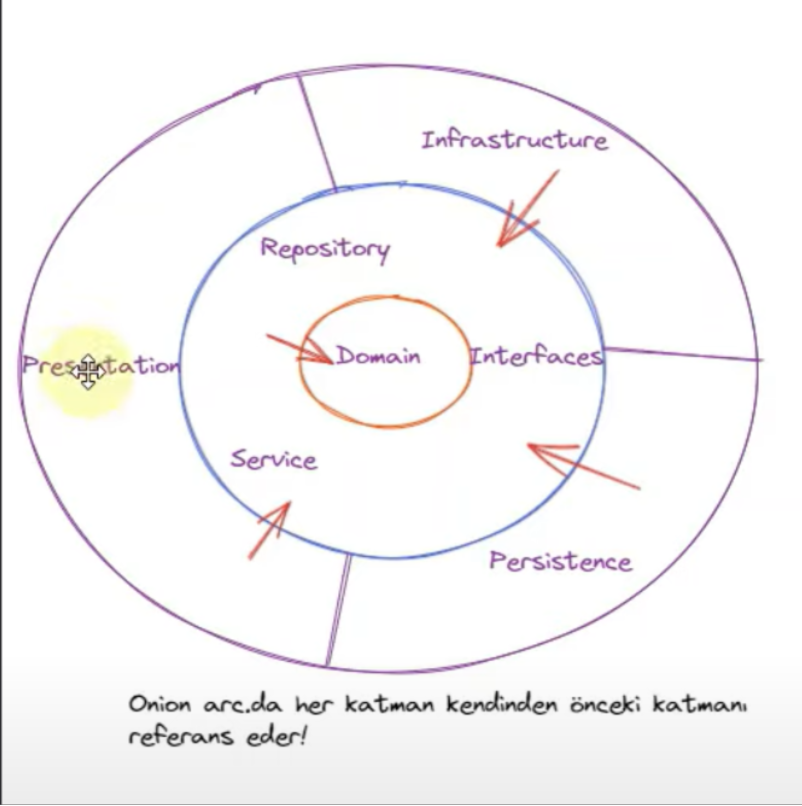 Infrastructure
Repository
Domain
Interfaces
Presentation
Service
Persistence
Onion arc.da her katman kendinden önceki katmanı
referans eder!